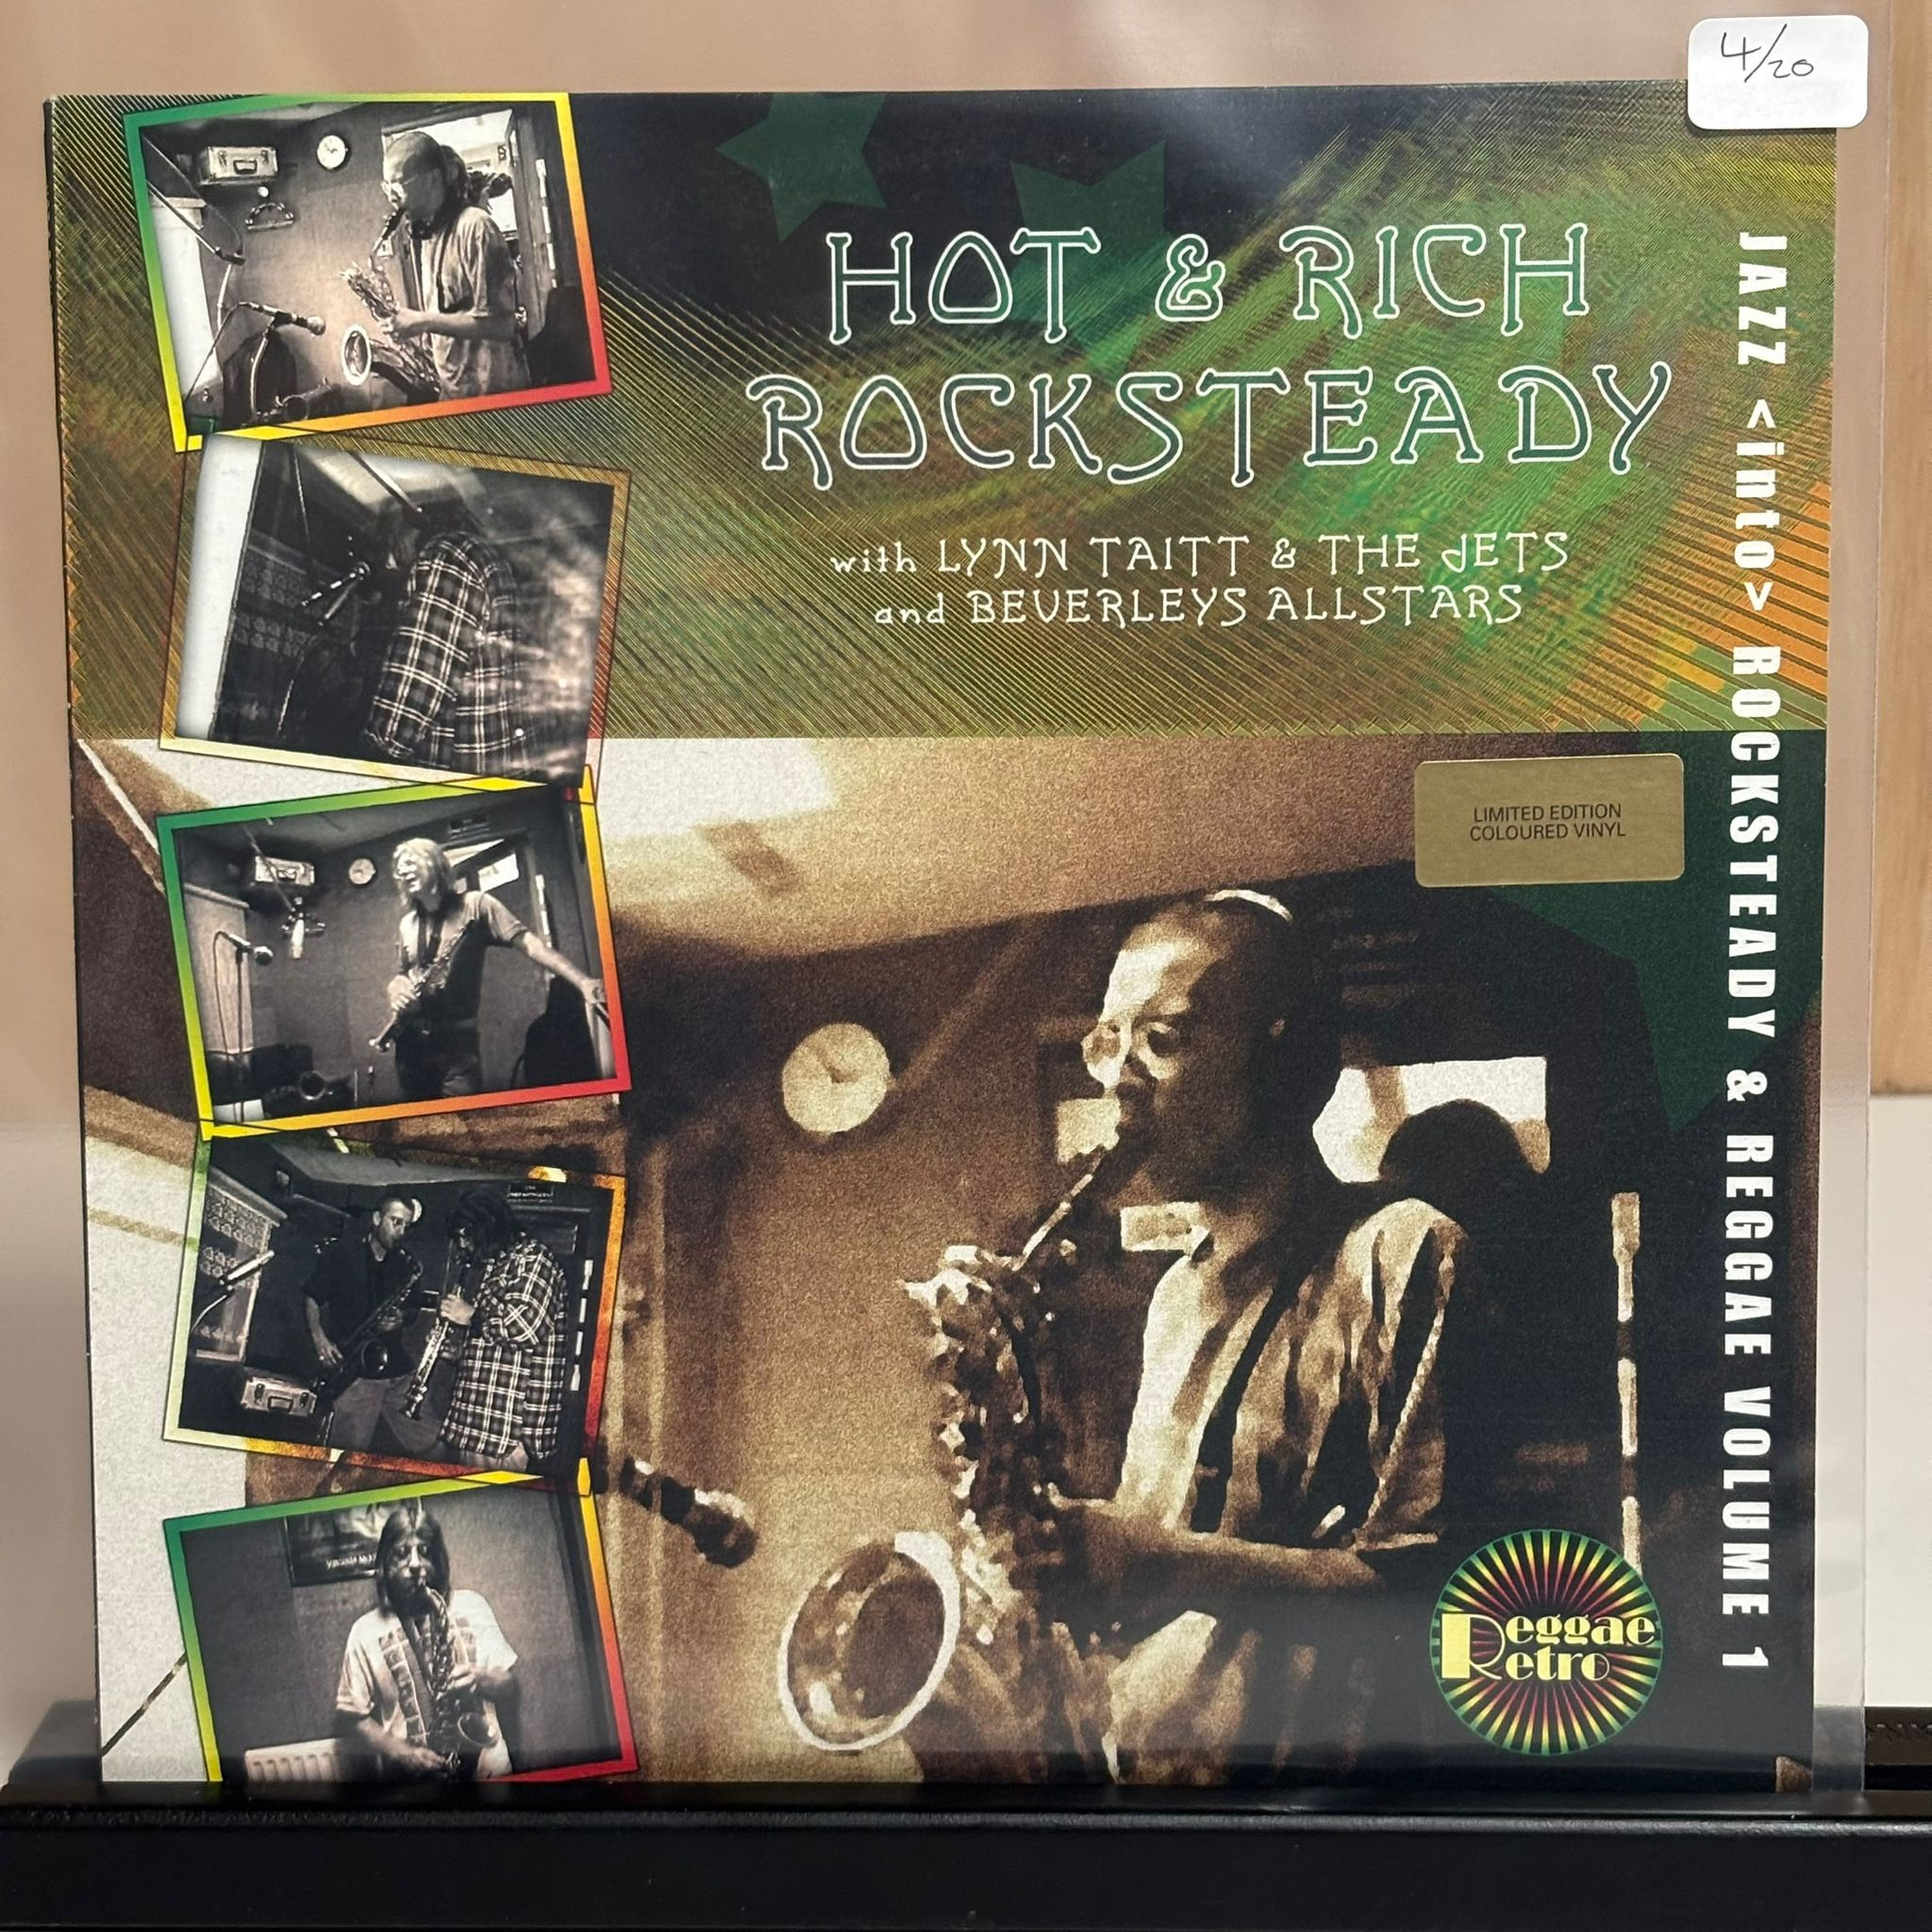 4/20
HOT & RICH
ROCKSTEADY
with LYNN TAITT & THE JETS
and BEVERLEYS ALLSTARS
LIMITED EDITION
COLOURED VINYL
JAZZ <into> ROCKSTEADY & REGGAE VOLUME 1
Reggae
Retro